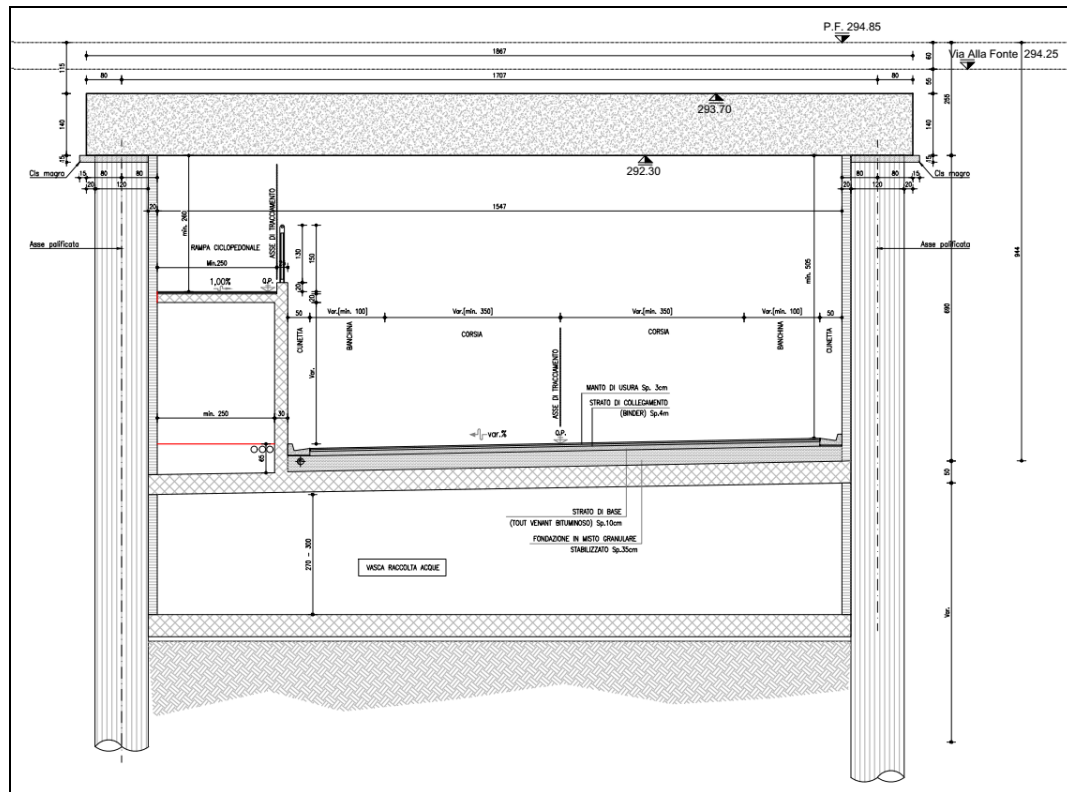 P.F. 294.85
Via Alla Fonte 294.25
1867
115
60
80
1707
80
55
255
293.70
140
140
292.30
15
15
Cls magro
15
80
80
80
80
15
Cls magro
20
120
20
120
20
20
1547
min. 260
ASSE DI TRACCIAMENTO
Asse palificata
Asse palificata
RAMPA CICLOPEDONALE
130
150
min. 505
944
Min.250
1,00%
Q.P.
20
20
690
50
Var.(min. 100)
Var.(min. 350)
Var.(min. 350)
Var.(min. 100)
50
CUNETTA
BANCHINA
CORSIA
CORSIA
BANCHINA
CUNETTA
Var.
ASSE DI TRACCIAMENTO
MANTO DI USURA Sp. 3cm
STRATO DI COLLEGAMENTO
(BINDER) Sp.4m
min. 250
30
var.%
Q.P.
65
50
STRATO DI BASE
(TOUT VENANT BITUMINOSO) Sp.10cm
FONDAZIONE IN MISTO GRANULARE
STABILIZZATO Sp.35cm
270 - 300
VASCA RACCOLTA ACQUE
Var.